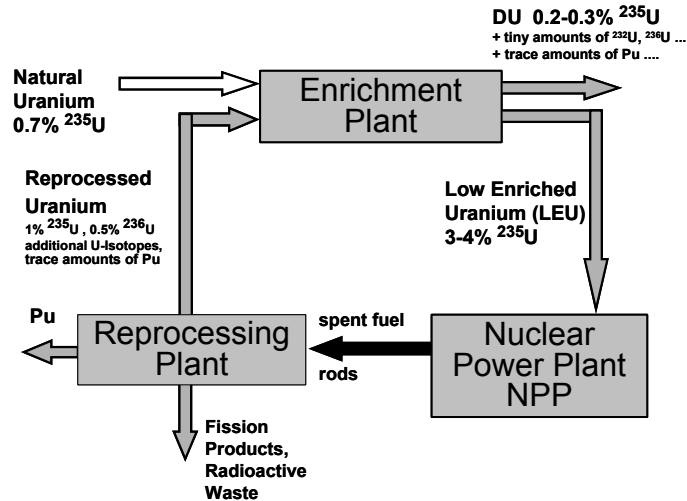 DU 0.2-0.3% ²³⁵U
+ tiny amounts of ²³²U, ²³⁶U ...
+ trace amounts of Pu ....
Natural
Uranium
0.7% ²³⁵U
Enrichment
Plant
Reprocessed
Uranium
1% ²³⁵U , 0.5% ²³⁶U
additional U-Isotopes,
trace amounts of Pu
Low Enriched
Uranium (LEU)
3-4% ²³⁵U
Pu
Reprocessing
Plant
spent fuel
rods
Nuclear
Power Plant
NPP
Fission
Products,
Radioactive
Waste